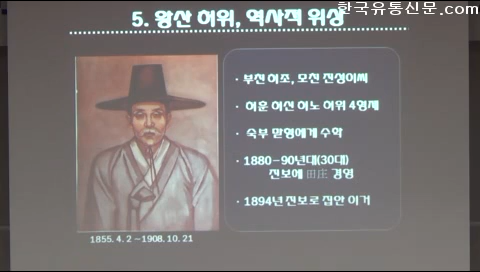 한국유통신문.com
5. 왕산 허위, 역사적 위상
· 부친 허조, 모친 진성이씨
· 허훈 허신 허노 허위 4형제
· 숙부 맏형에게 수학
· 1880-90년대(30대)
진보에 田庄 경영
· 1894년 진보로 집안 이거
1855. 4. 2 ~1908. 10. 21